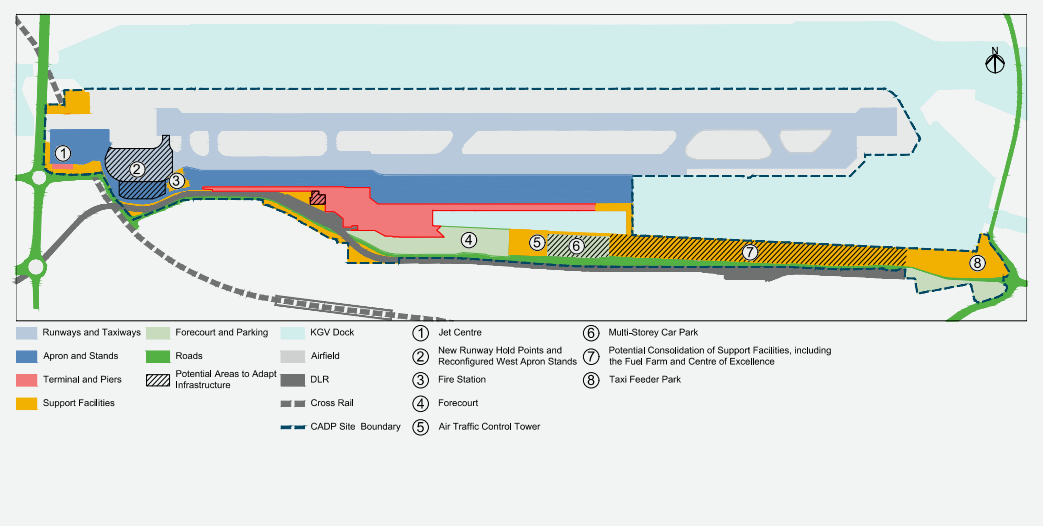 N
1
2
3
4
5
6
7
8
Runways and Taxiways
Apron and Stands
Terminal and Piers
Support Facilities
Forecourt and Parking
Roads
Potential Areas to Adapt
Infrastructure
KGV Dock
Airfield
DLR
Cross Rail
CADP Site Boundary
1 Jet Centre
2 New Runway Hold Points and
Reconfigured West Apron Stands
3 Fire Station
4 Forecourt
5 Air Traffic Control Tower
6 Multi-Storey Car Park
7 Potential Consolidation of Support Facilities, including
the Fuel Farm and Centre of Excellence
8 Taxi Feeder Park